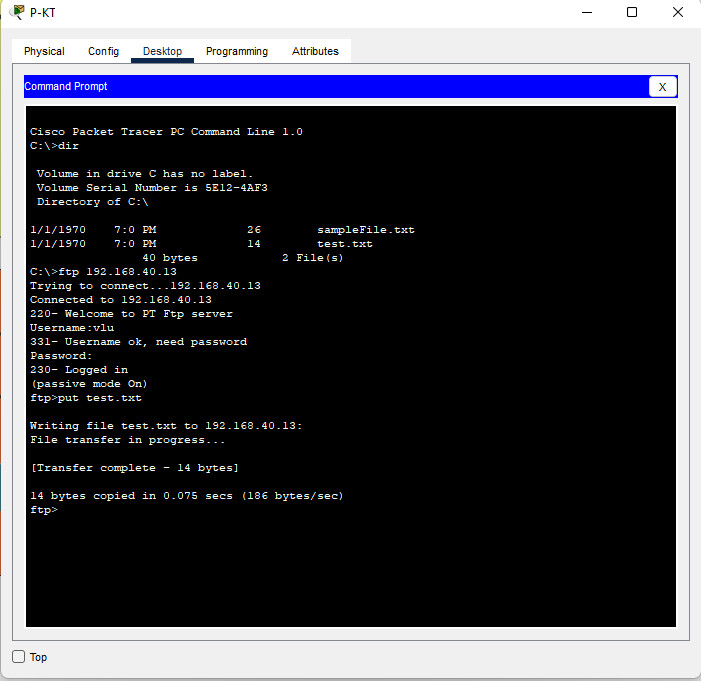 P-KT
Physical Config Desktop Programming Attributes
Command Prompt X
Cisco Packet Tracer PC Command Line 1.0
C:\>dir
Volume in drive C has no label.
Volume Serial Number is 5E12-4AF3
Directory of C:\
1/1/1970 7:0 PM 26 sampleFile.txt
1/1/1970 7:0 PM 14 test.txt
40 bytes 2 File(s)
C:\>ftp 192.168.40.13
Trying to connect...192.168.40.13
Connected to 192.168.40.13
220- Welcome to PT Ftp server
Username:vlu
331- Username ok, need password
Password:
230- Logged in
(passive mode On)
ftp>put test.txt
Writing file test.txt to 192.168.40.13:
File transfer in progress...
[Transfer complete - 14 bytes]
14 bytes copied in 0.075 secs (186 bytes/sec)
ftp>
Top